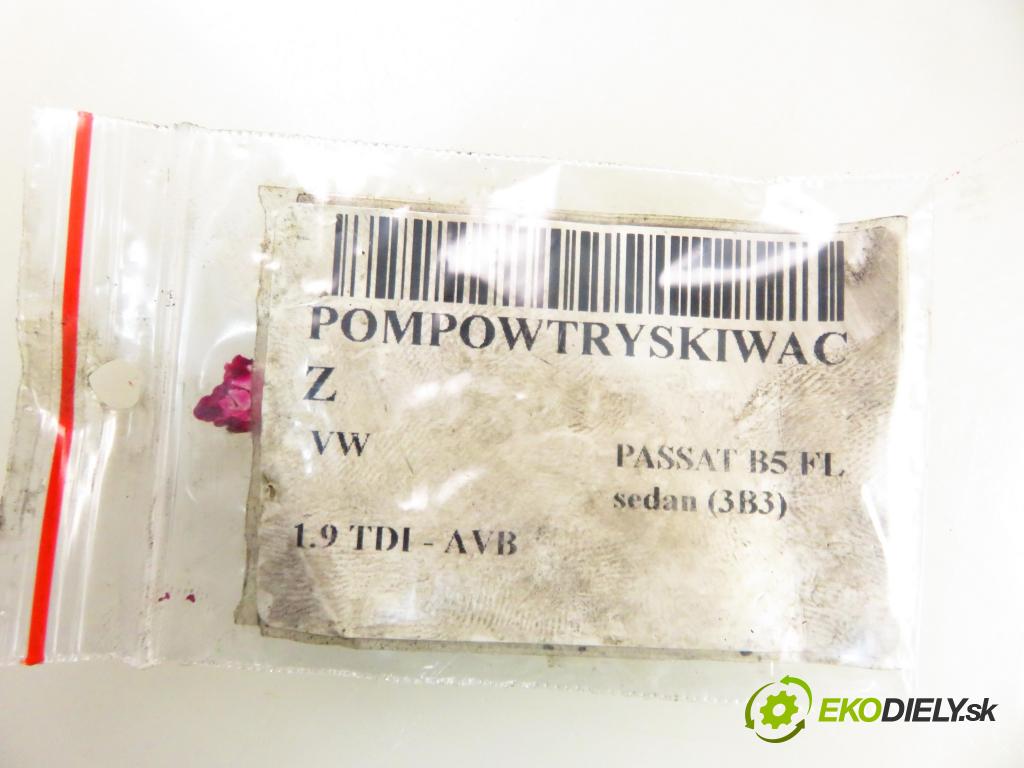 POMPOWTRYSKIWAC
Z
VW
PASSAT B5 FL
sedan (3B3)
1.9 TDI - AVB
EKODIELY.sk